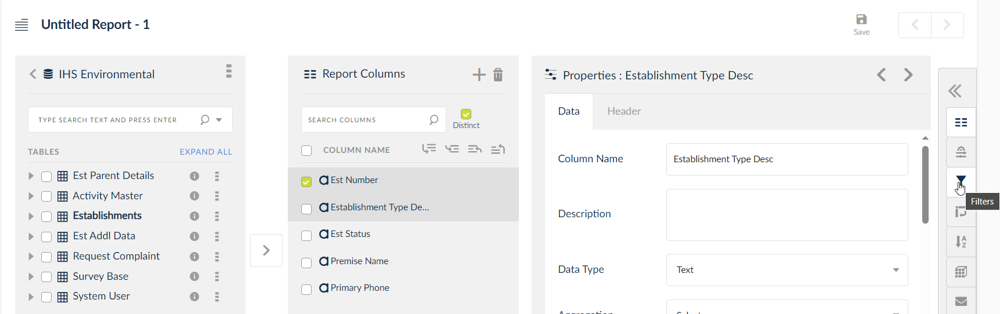 Untitled Report - 1
Save
IHS Environmental
TYPE SEARCH TEXT AND PRESS ENTER
TABLES
EXPAND ALL
Est Parent Details
Activity Master
Establishments
Est Addl Data
Request Complaint
Survey Base
System User
Report Columns
SEARCH COLUMNS
Distinct
COLUMN NAME
Est Number
Establishment Type De...
Est Status
Premise Name
Primary Phone
Properties : Establishment Type Desc
Data
Header
Column Name
Establishment Type Desc
Description
Data Type
Text
Aggregation
Select
Filters